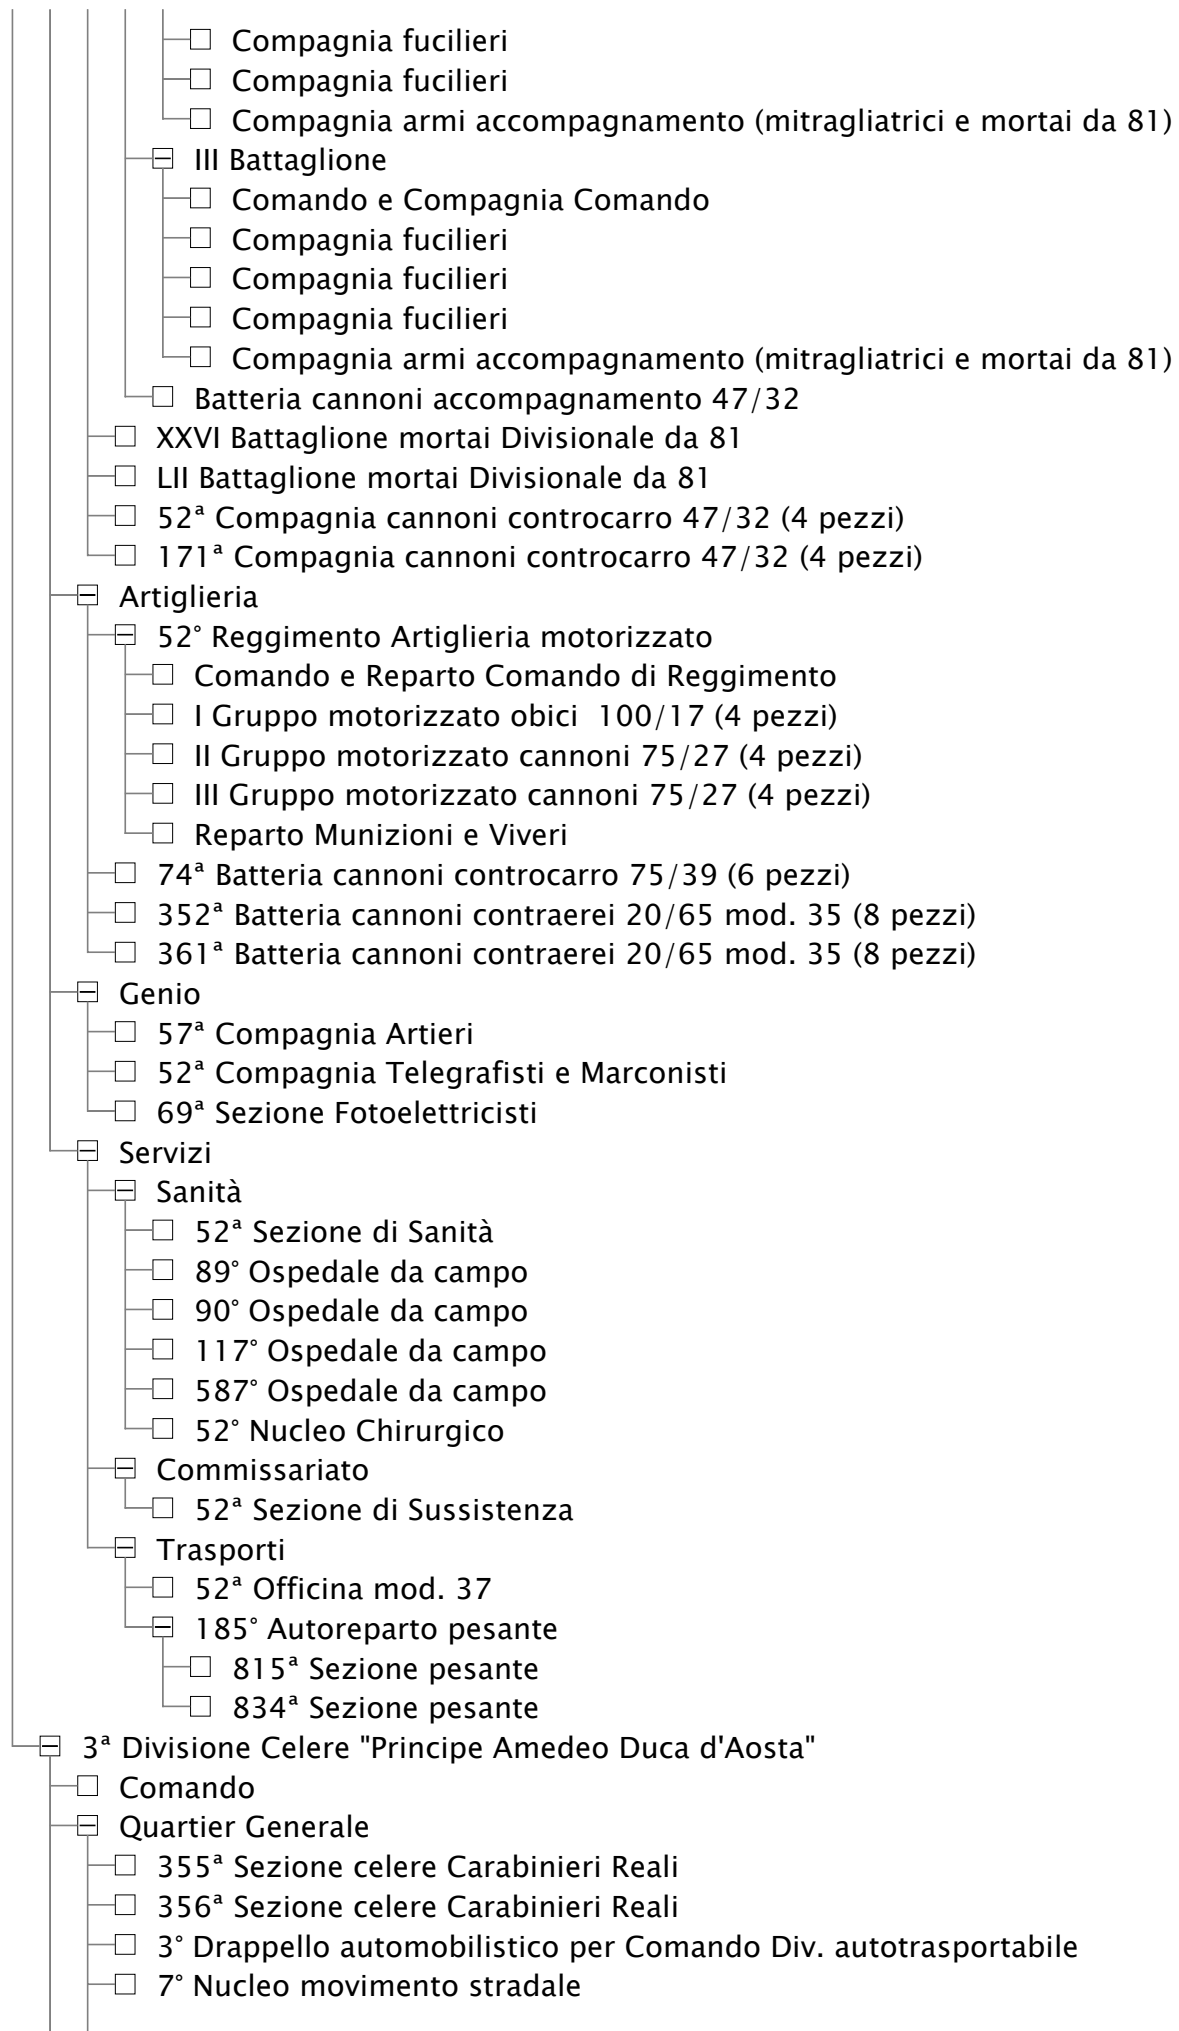 Compagnia fucilieri
Compagnia fucilieri
Compagnia armi accompagnamento (mitragliatrici e mortai da 81)
III Battaglione
Comando e Compagnia Comando
Compagnia fucilieri
Compagnia fucilieri
Compagnia fucilieri
Compagnia armi accompagnamento (mitragliatrici e mortai da 81)
Batteria cannoni accompagnamento 47/32
XXVI Battaglione mortai Divisionale da 81
LII Battaglione mortai Divisionale da 81
52ª Compagnia cannoni controcarro 47/32 (4 pezzi)
171ª Compagnia cannoni controcarro 47/32 (4 pezzi)
Artiglieria
52° Reggimento Artiglieria motorizzato
Comando e Reparto Comando di Reggimento
I Gruppo motorizzato obici  100/17 (4 pezzi)
II Gruppo motorizzato cannoni 75/27 (4 pezzi)
III Gruppo motorizzato cannoni 75/27 (4 pezzi)
Reparto Munizioni e Viveri
74ª Batteria cannoni controcarro 75/39 (6 pezzi)
352ª Batteria cannoni contraerei 20/65 mod. 35 (8 pezzi)
361ª Batteria cannoni contraerei 20/65 mod. 35 (8 pezzi)
Genio
57ª Compagnia Artieri
52ª Compagnia Telegrafisti e Marconisti
69ª Sezione Fotoelettricisti
Servizi
Sanità
52ª Sezione di Sanità
89° Ospedale da campo
90° Ospedale da campo
117° Ospedale da campo
587° Ospedale da campo
52° Nucleo Chirurgico
Commissariato
52ª Sezione di Sussistenza
Trasporti
52ª Officina mod. 37
185° Autoreparto pesante
815ª Sezione pesante
834ª Sezione pesante
3ª Divisione Celere "Principe Amedeo Duca d'Aosta"
Comando
Quartier Generale
355ª Sezione celere Carabinieri Reali
356ª Sezione celere Carabinieri Reali
3° Drappello automobilistico per Comando Div. autotrasportabile
7° Nucleo movimento stradale